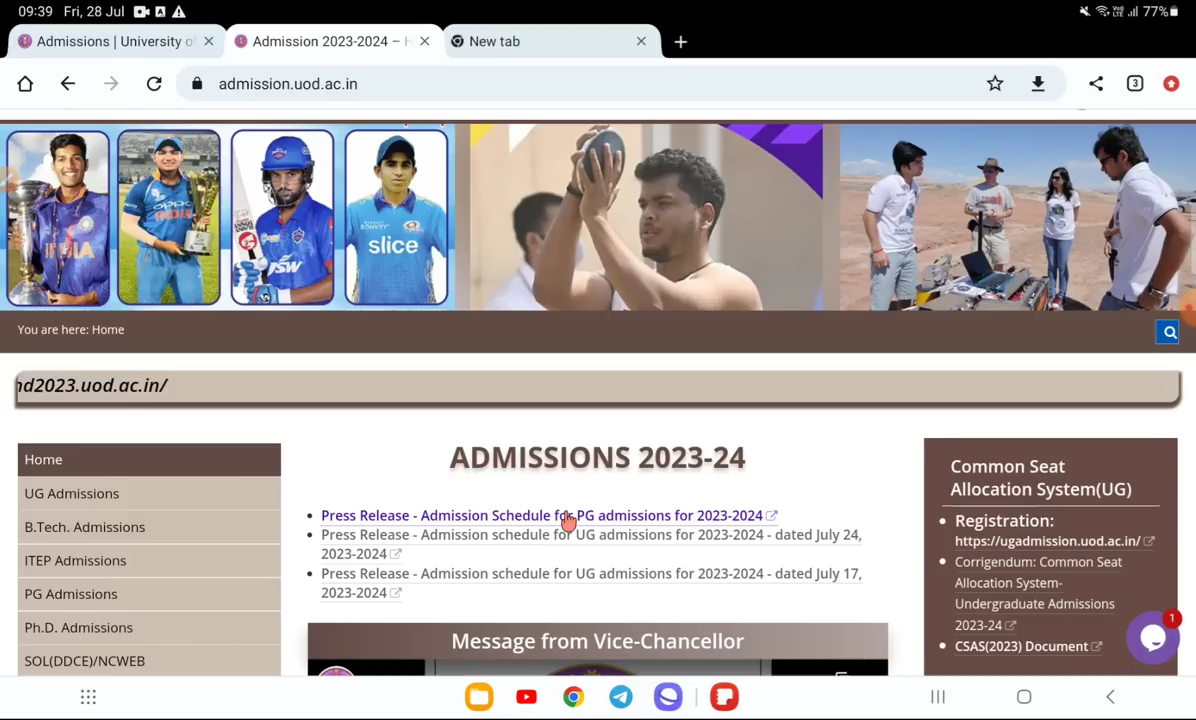 09:39 Fri, 28 Jul 77%
Admissions | University of
Admission 2023-2024 –
New tab
admission.uod.ac.in 3
INDIA
oppo
INDIA
JSW
slice
You are here: Home
nd2023.uod.ac.in/
Home
UG Admissions
B.Tech. Admissions
ITEP Admissions
PG Admissions
Ph.D. Admissions
SOL(DDCE)/NCWEB
ADMISSIONS 2023-24
Press Release - Admission Schedule for PG admissions for 2023-2024
Press Release - Admission schedule for UG admissions for 2023-2024 - dated July 24,
2023-2024
Press Release - Admission schedule for UG admissions for 2023-2024 - dated July 17,
2023-2024
Message from Vice-Chancellor
Common Seat
Allocation System(UG)
Registration:
https://ugadmission.uod.ac.in/
Corrigendum: Common Seat
Allocation System-
Undergraduate Admissions
2023-24
CSAS(2023) Document
1